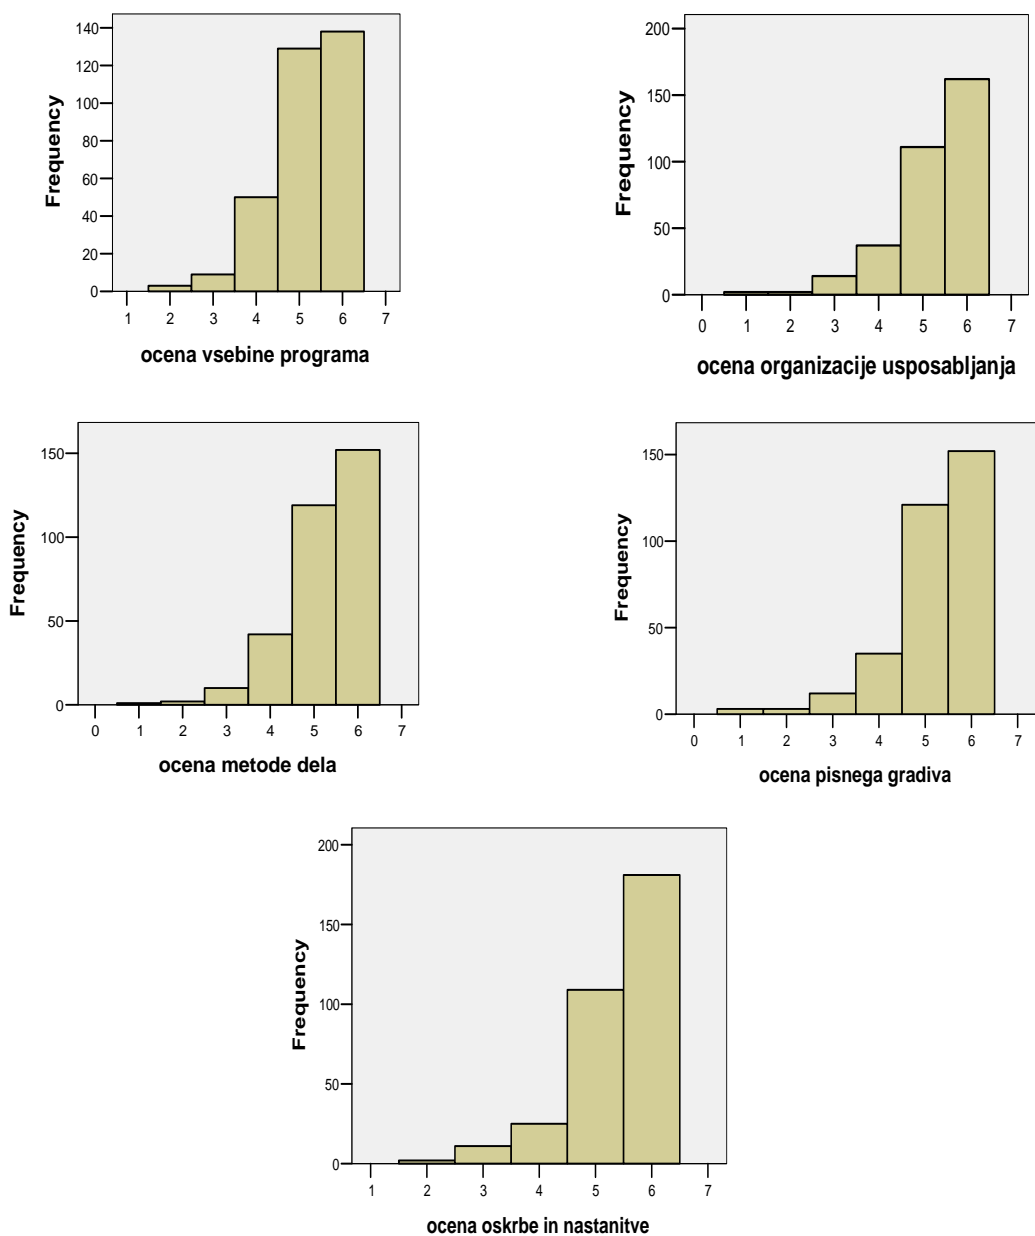 140
120
100
80
60
40
20
0
Frequency
1 2 3 4 5 6 7
ocena vsebine programa
200
150
100
50
0
Frequency
0 1 2 3 4 5 6 7
ocena organizacije usposabljanja
150
100
50
0
Frequency
0 1 2 3 4 5 6 7
ocena metode dela
150
100
50
0
Frequency
0 1 2 3 4 5 6 7
ocena pisnega gradiva
200
150
100
50
0
Frequency
1 2 3 4 5 6 7
ocena oskrbe in nastanitve